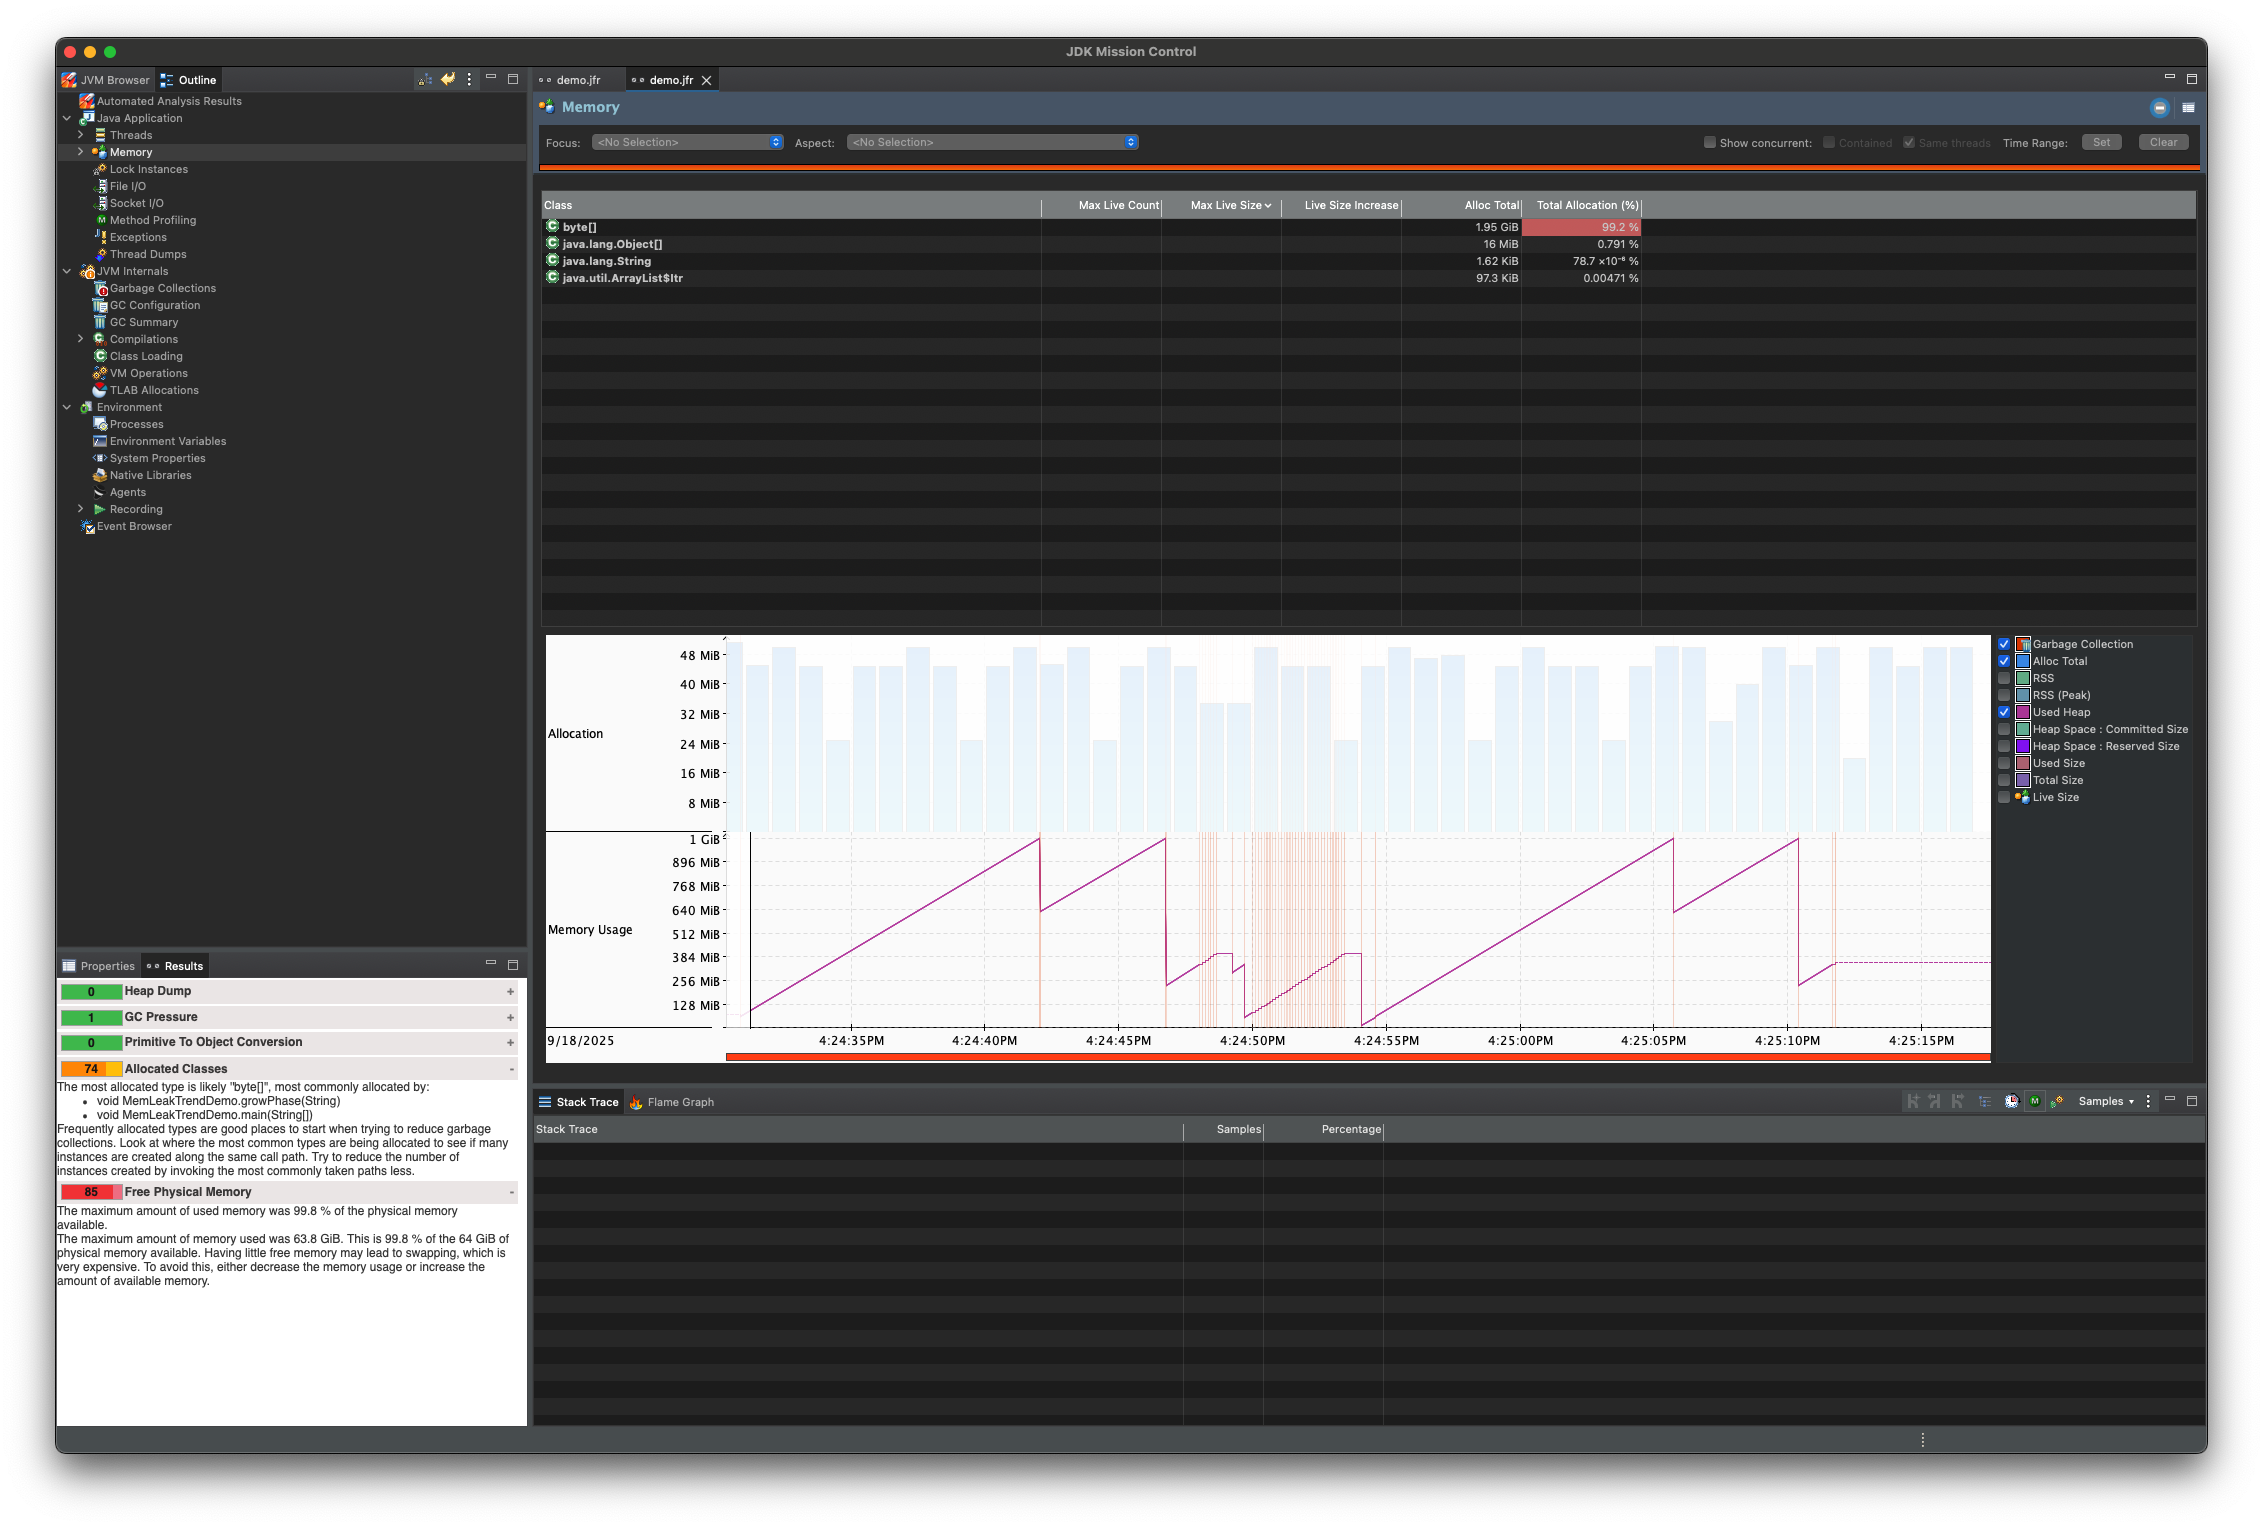 JDK Mission Control
JVM Browser
Outline
Automated Analysis Results
Java Application
Threads
Memory
Lock Instances
File I/O
Socket I/O
Method Profiling
Exceptions
Thread Dumps
JVM Internals
Garbage Collections
GC Configuration
GC Summary
Compilations
Class Loading
VM Operations
TLAB Allocations
Environment
Processes
Environment Variables
System Properties
Native Libraries
Agents
Recording
Event Browser
Properties
Results
0 Heap Dump +
1 GC Pressure +
0 Primitive To Object Conversion +
74 Allocated Classes -
The most allocated type is likely "byte[]", most commonly allocated by:
• void MemLeakTrendDemo.growPhase(String)
• void MemLeakTrendDemo.main(String[])
Frequently allocated types are good places to start when trying to reduce garbage
collections. Look at where the most common types are being allocated to see if many
instances are created along the same call path. Try to reduce the number of
instances created by invoking the most commonly taken paths less.
85 Free Physical Memory -
The maximum amount of used memory was 99.8 % of the physical memory
available.
The maximum amount of memory used was 63.8 GiB. This is 99.8 % of the 64 GiB of
physical memory available. Having little free memory may lead to swapping, which is
very expensive. To avoid this, either decrease the memory usage or increase the
amount of available memory.
demo.jfr
demo.jfr
Memory
Focus: <No Selection> Aspect: <No Selection> Show concurrent: Contained Same threads Time Range: Set Clear
Class Max Live Count Max Live Size Live Size Increase Alloc Total Total Allocation (%)
byte[] 1.95 GiB 99.2 %
java.lang.Object[] 16 MiB 0.791 %
java.lang.String 1.62 KiB 78.7 ×10⁻⁶ %
java.util.ArrayList$Itr 97.3 KiB 0.00471 %
48 MiB
40 MiB
32 MiB
Allocation
24 MiB
16 MiB
8 MiB
1 GiB
896 MiB
768 MiB
640 MiB
Memory Usage
512 MiB
384 MiB
256 MiB
128 MiB
9/18/2025 4:24:35PM 4:24:40PM 4:24:45PM 4:24:50PM 4:24:55PM 4:25:00PM 4:25:05PM 4:25:10PM 4:25:15PM
Garbage Collection
Alloc Total
RSS
RSS (Peak)
Used Heap
Heap Space : Committed Size
Heap Space : Reserved Size
Used Size
Total Size
Live Size
Stack Trace
Flame Graph
Samples
Stack Trace Samples Percentage